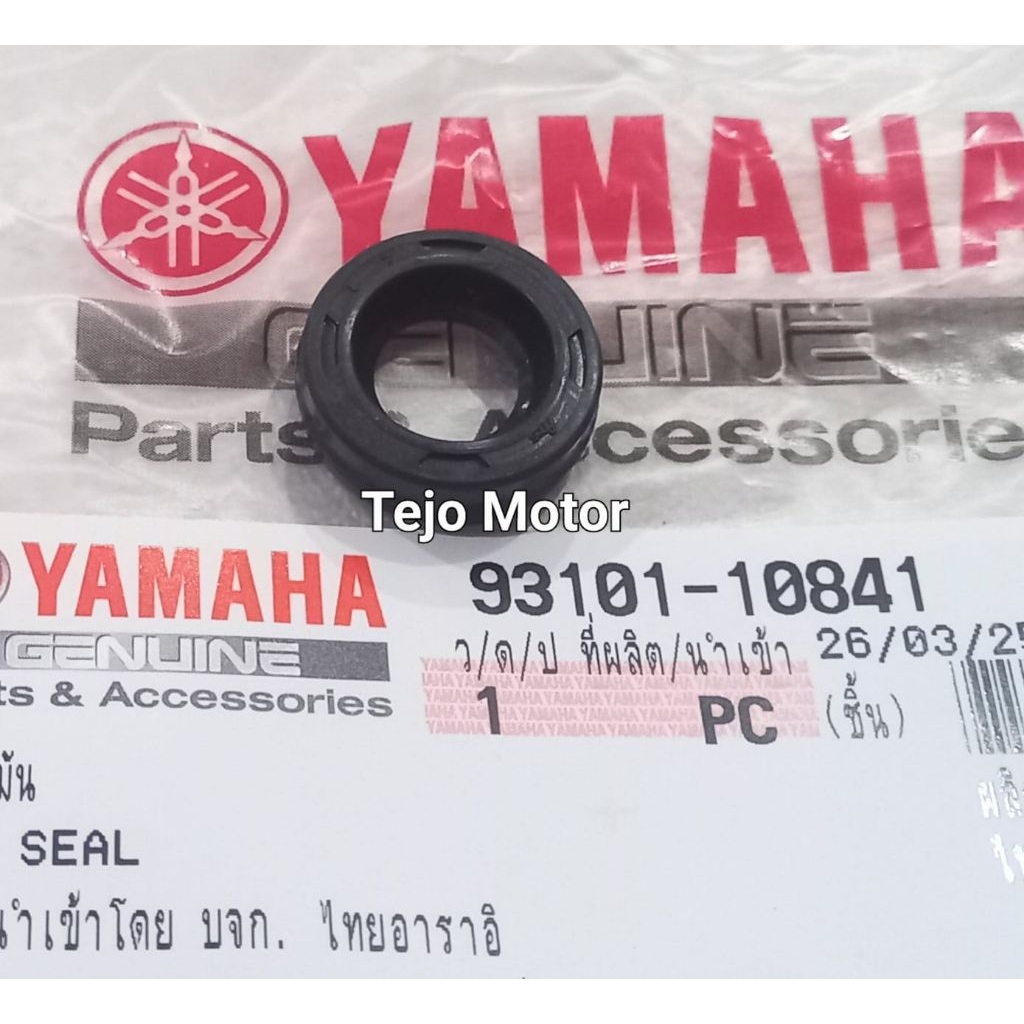 YAMAHA
GENUINE
Parts & Accessorie
Tejo Motor
YAMAHA
93101-10841
GENUINE
ว/ด/ป ที่ผลิต/นำเข้า 26/03/25
ts & Accessories
1 PC (ชิ้น)
มัน
SEAL
นำเข้าโดย บจก. ไทยอาราอิ